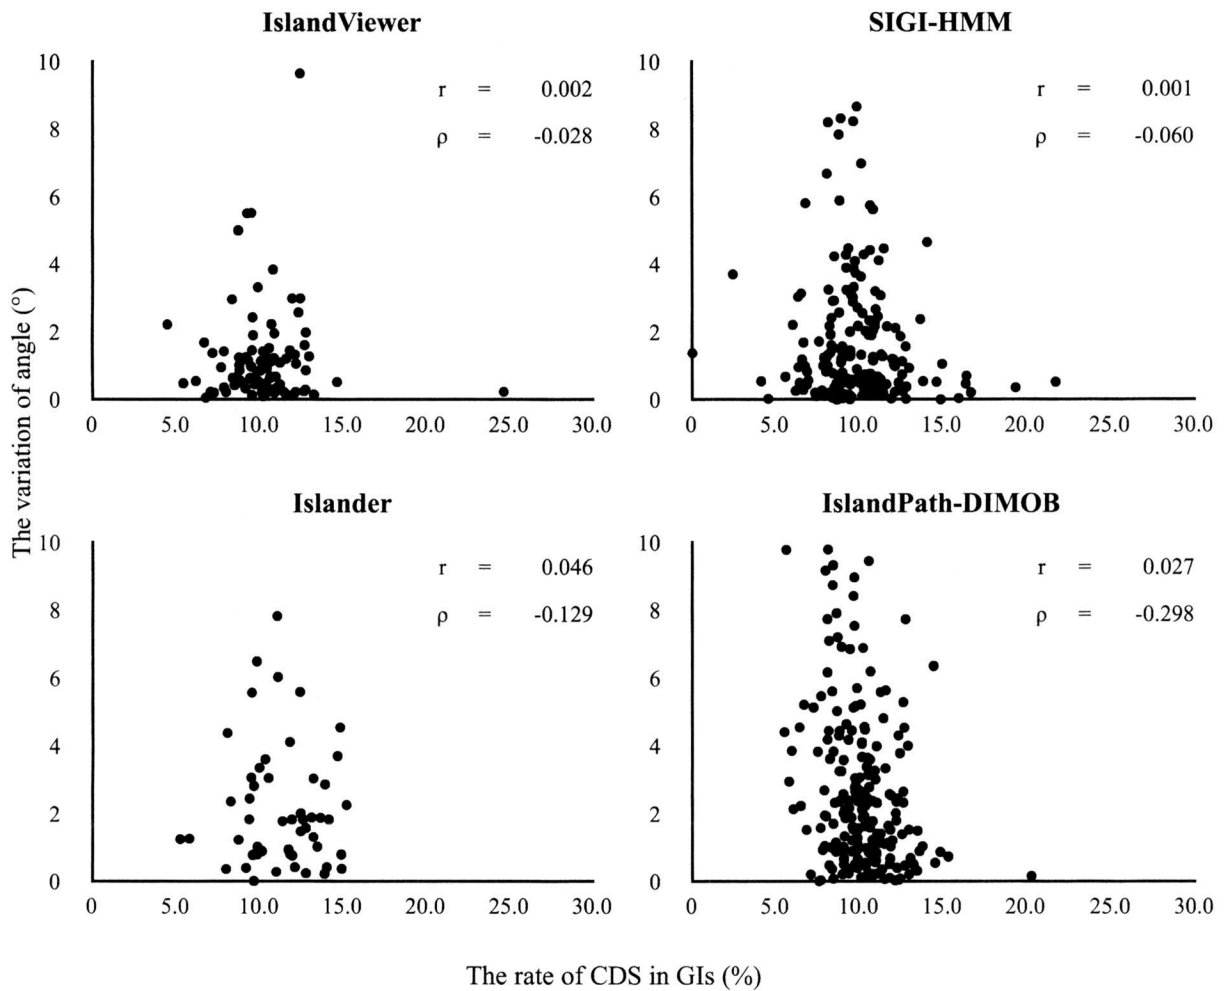 IslandViewer
10
8
6
4
2
0
r = 0.002
ρ = -0.028
0 5.0 10.0 15.0 20.0 25.0 30.0
SIGI-HMM
10
8
6
4
2
0
r = 0.001
ρ = -0.060
0 5.0 10.0 15.0 20.0 25.0 30.0
The variation of angle (°)
Islander
10
8
6
4
2
0
r = 0.046
ρ = -0.129
0 5.0 10.0 15.0 20.0 25.0 30.0
IslandPath-DIMOB
10
8
6
4
2
0
r = 0.027
ρ = -0.298
0 5.0 10.0 15.0 20.0 25.0 30.0
The rate of CDS in GIs (%)